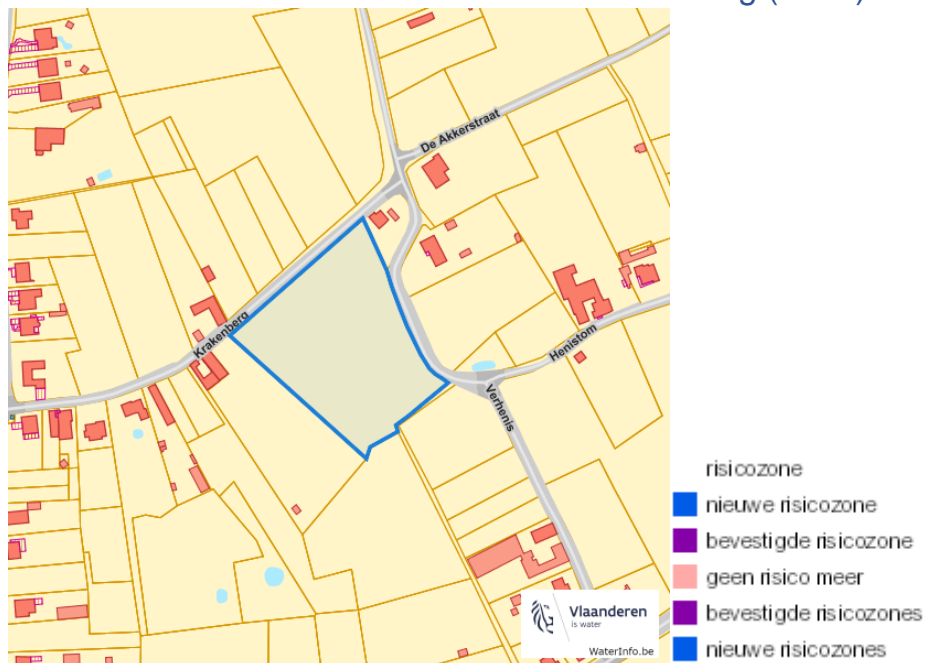 De Akkerstraat
Krakenberg
Henistom
Verhenis
Vlaanderen
is water
WaterInfo.be
risicozone
nieuwe risicozone
bevestigde risicozone
geen risico meer
bevestigde risicozones
nieuwe risicozones